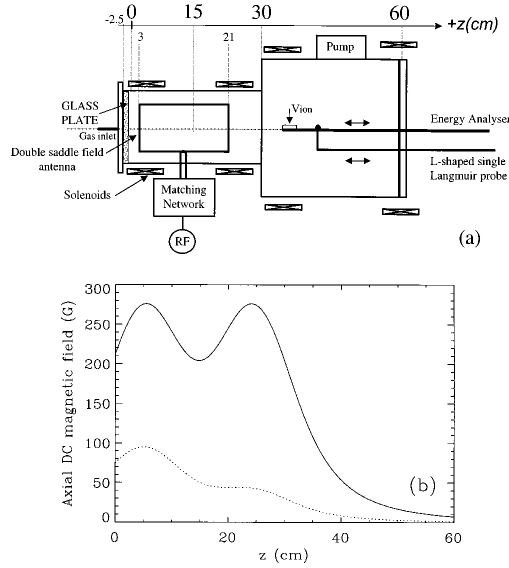 -2.5 0 15 30 60 +z(cm)
3 21
Pump
Vion
GLASS
PLATE
Gas inlet
Energy Analyser
Double saddle field
antenna
L-shaped single
Langmuir probe
Solenoids
Matching
Network
RF
(a)
300
250
200
150
100
50
0
Axial DC magnetic field (G)
(b)
0 20 40 60
z (cm)